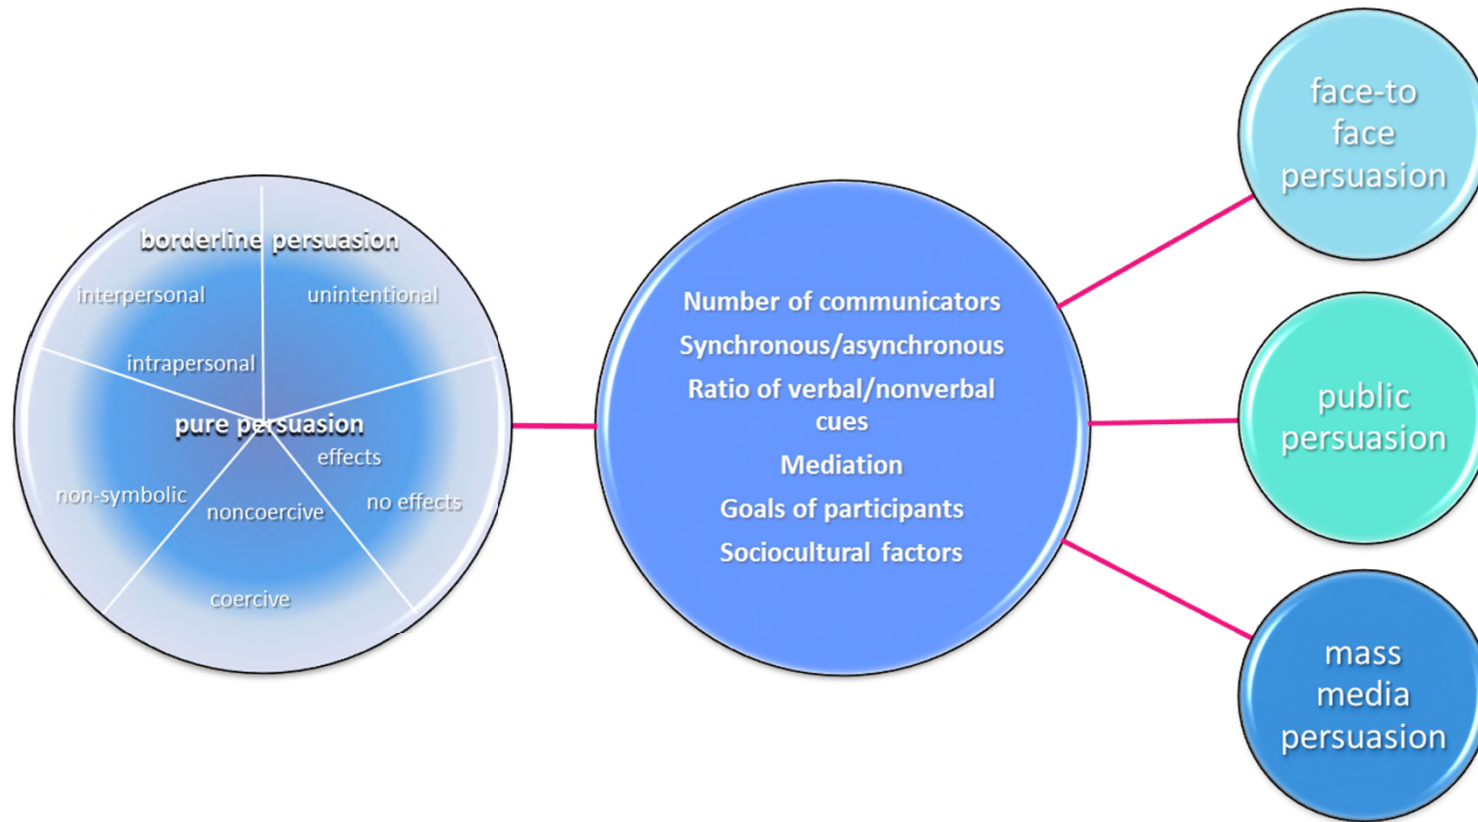 borderline persuasion
interpersonal
unintentional
intrapersonal
pure persuasion
effects
non-symbolic
noncoercive
no effects
coercive
Number of communicators
Synchronous/asynchronous
Ratio of verbal/nonverbal
cues
Mediation
Goals of participants
Sociocultural factors
face-to
face
persuasion
public
persuasion
mass
media
persuasion